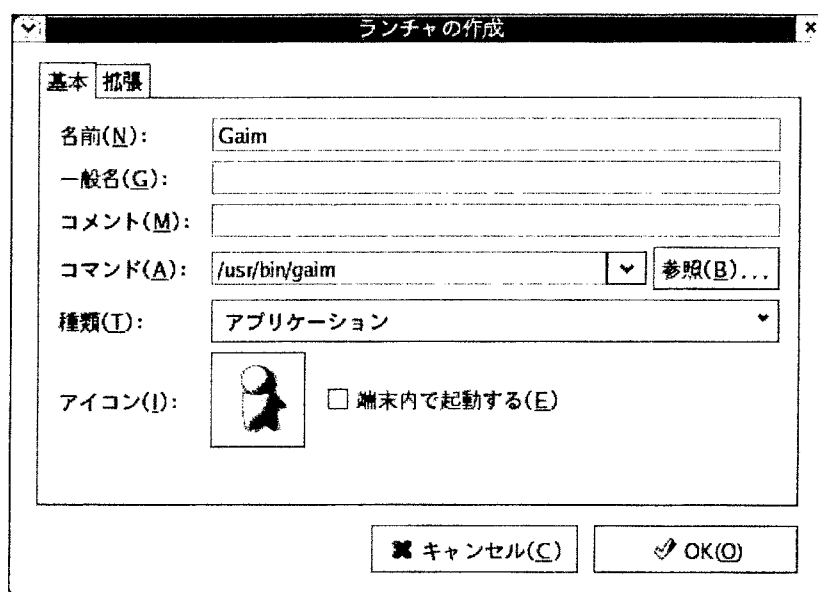 ランチャの作成
基本 拡張
名前(N): Gaim
一般名(G):
コメント(M):
コマンド(A): /usr/bin/gaim 参照(B)...
種類(T): アプリケーション
アイコン(I): 端末内で起動する(E)
キャンセル(C) OK(O)